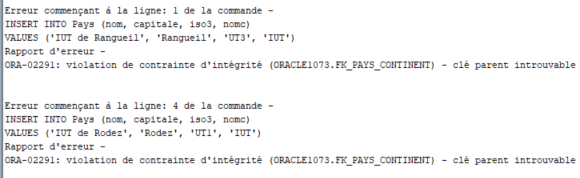 Erreur commençant á la ligne: 1 de la commande -
INSERT INTO Pays (nom, capitale, iso3, nomc)
VALUES ('IUT de Rangueil', 'Rangueil', 'UT3', 'IUT')
Rapport d'erreur -
ORA-02291: violation de contrainte d'intégrité (ORACLE1073.FK_PAYS_CONTINENT) - clé parent introuvable
Erreur commençant á la ligne: 4 de la commande -
INSERT INTO Pays (nom, capitale, iso3, nomc)
VALUES ('IUT de Rodez', 'Rodez', 'UT1', 'IUT')
Rapport d'erreur -
ORA-02291: violation de contrainte d'intégrité (ORACLE1073.FK_PAYS_CONTINENT) - clé parent introuvable